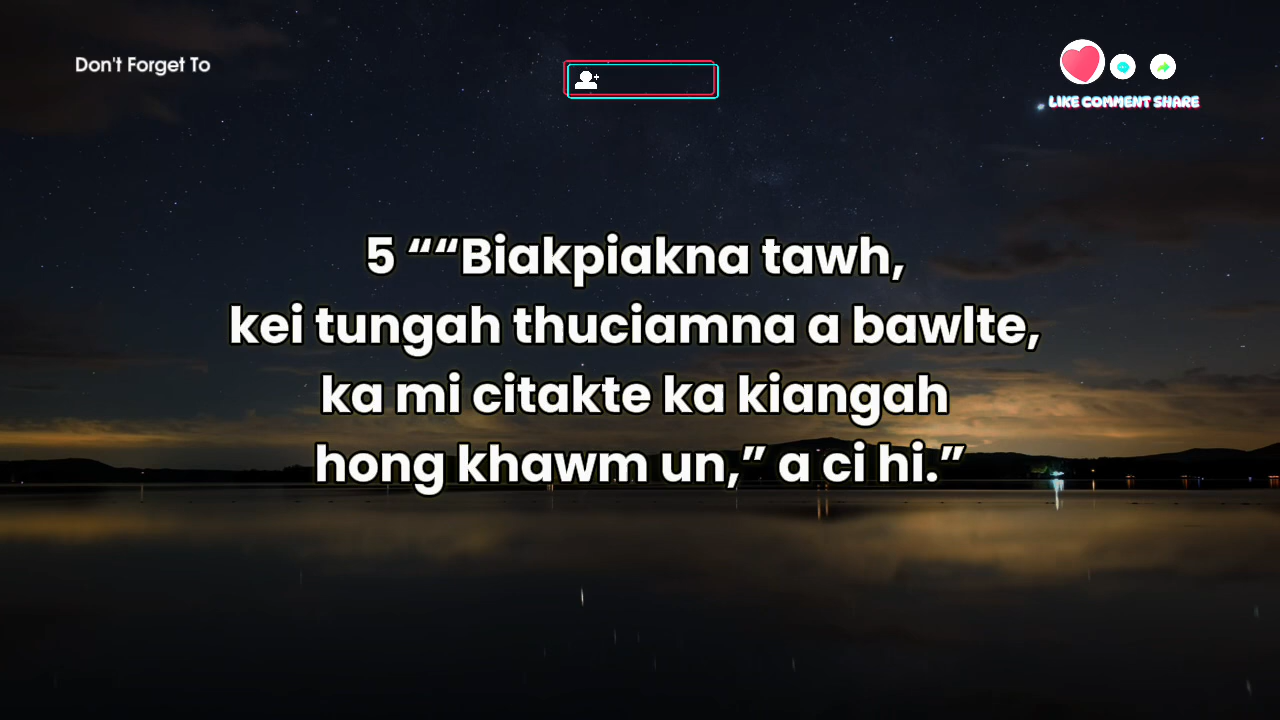 Don't Forget To
LIKE COMMENT SHARE
5 ““Biakpiakna tawh,
kei tungah thuciamna a bawlte,
ka mi citakte ka kiangah
hong khawm un,” a ci hi.”